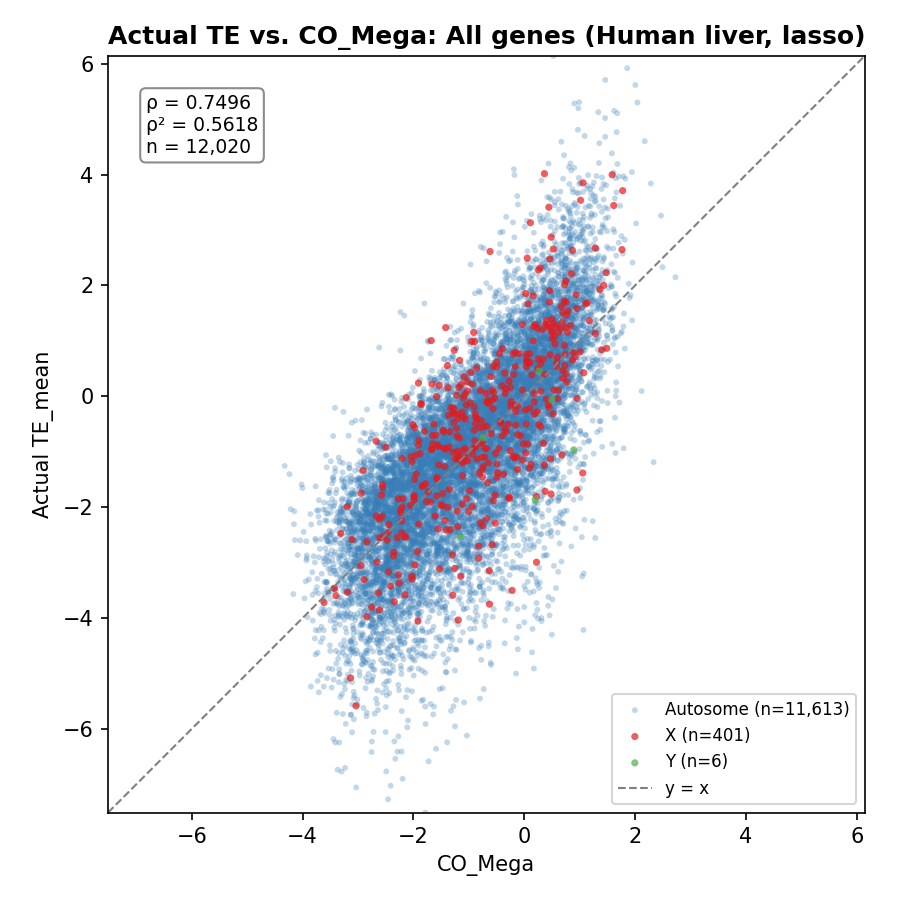 Actual TE vs. CO_Mega: All genes (Human liver, lasso)
ρ = 0.7496
ρ² = 0.5618
n = 12,020
6
4
2
0
−2
−4
−6
Actual TE_mean
Autosome (n=11,613)
X (n=401)
Y (n=6)
y = x
−6
−4
−2
0
2
4
6
CO_Mega